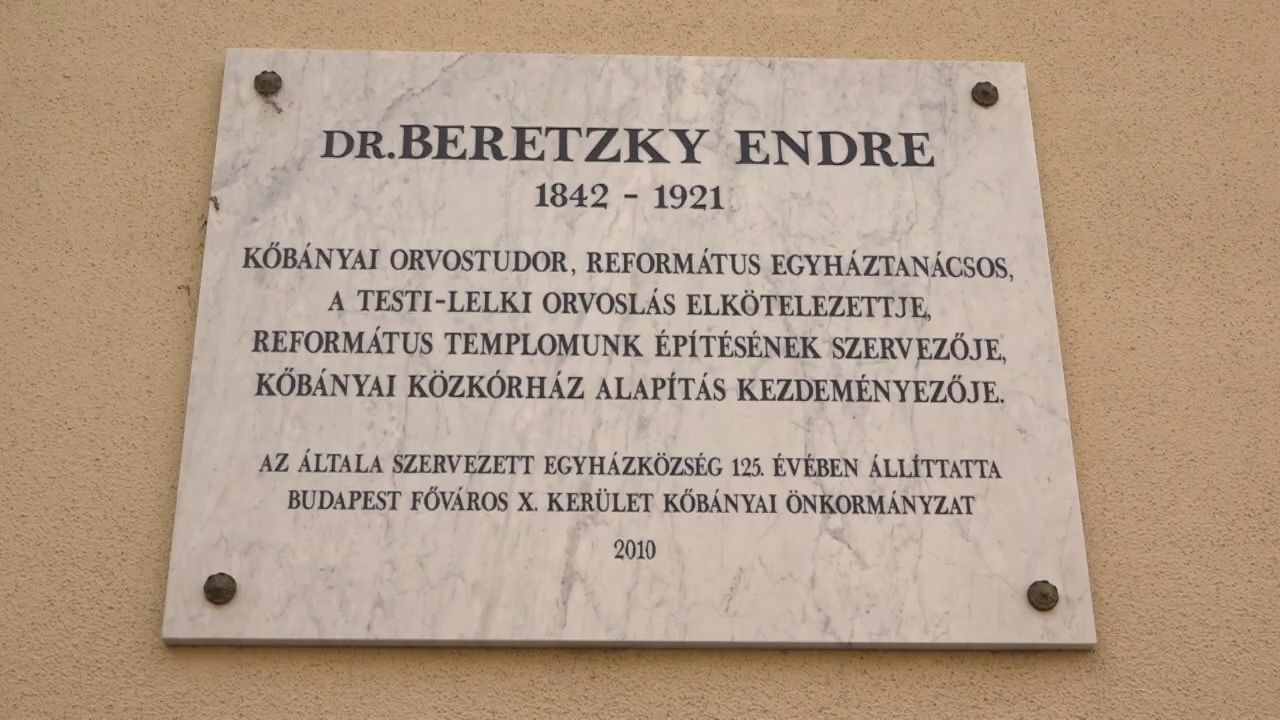 DR.BERETZKY ENDRE
1842 - 1921
KŐBÁNYAI ORVOSTUDOR, REFORMÁTUS EGYHÁZTANÁCSOS,
A TESTI-LELKI ORVOSLÁS ELKÖTELEZETTJE,
REFORMÁTUS TEMPLOMUNK ÉPÍTÉSÉNEK SZERVEZŐJE,
KŐBÁNYAI KÖZKÓRHÁZ ALAPÍTÁS KEZDEMÉNYEZŐJE.
AZ ÁLTALA SZERVEZETT EGYHÁZKÖZSÉG 125. ÉVÉBEN ÁLLÍTTATTA
BUDAPEST FŐVÁROS X. KERÜLET KŐBÁNYAI ÖNKORMÁNYZAT
2010